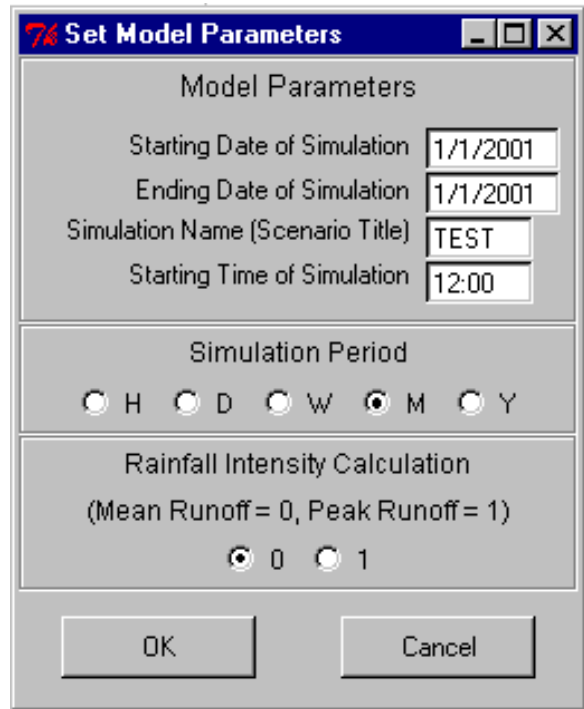 Set Model Parameters
Model Parameters
Starting Date of Simulation 1/1/2001
Ending Date of Simulation 1/1/2001
Simulation Name (Scenario Title) TEST
Starting Time of Simulation 12:00
Simulation Period
H D W M Y
Rainfall Intensity Calculation
(Mean Runoff = 0, Peak Runoff = 1)
0 1
OK Cancel